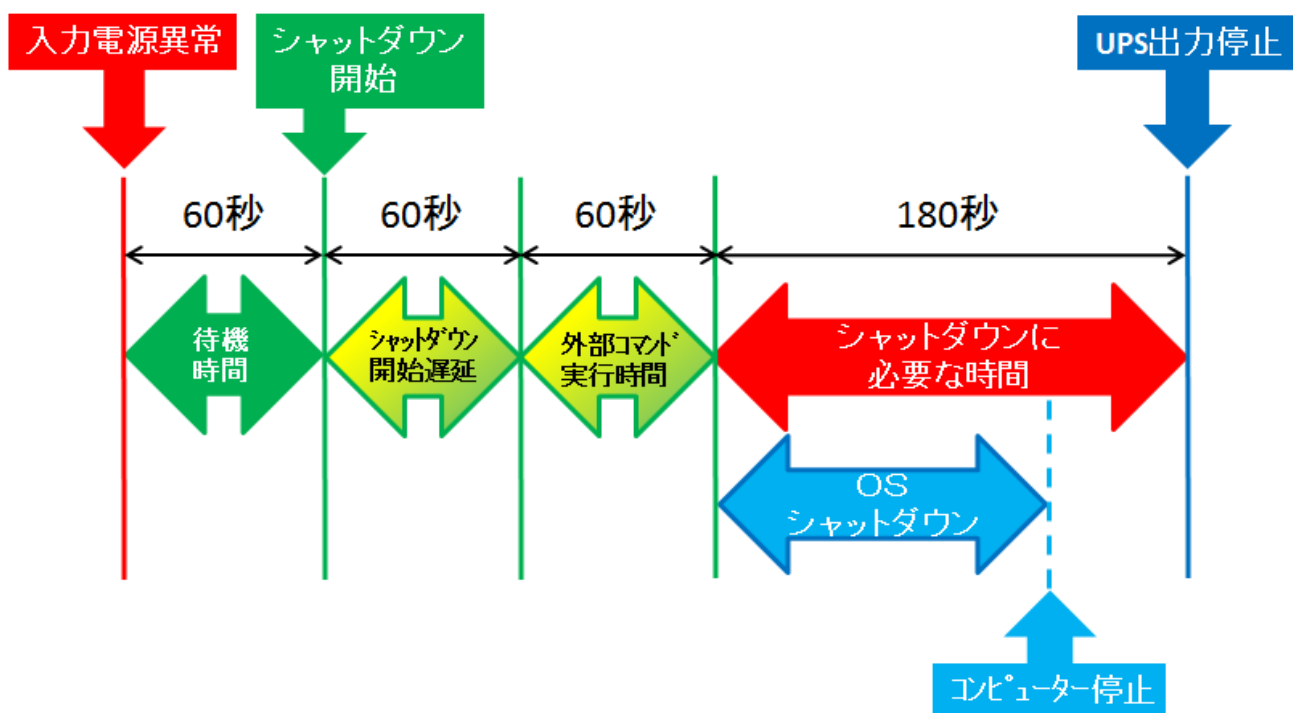 入力電源異常
シャットダウン
開始
UPS出力停止
60秒
60秒
60秒
180秒
待機
時間
ｼｬｯﾄﾀﾞｳﾝ
開始遅延
外部ｺﾏﾝﾄﾞ
実行時間
シャットダウンに
必要な時間
ＯＳ
シャットダウン
ｺﾝﾋﾟｭｰﾀｰ停止